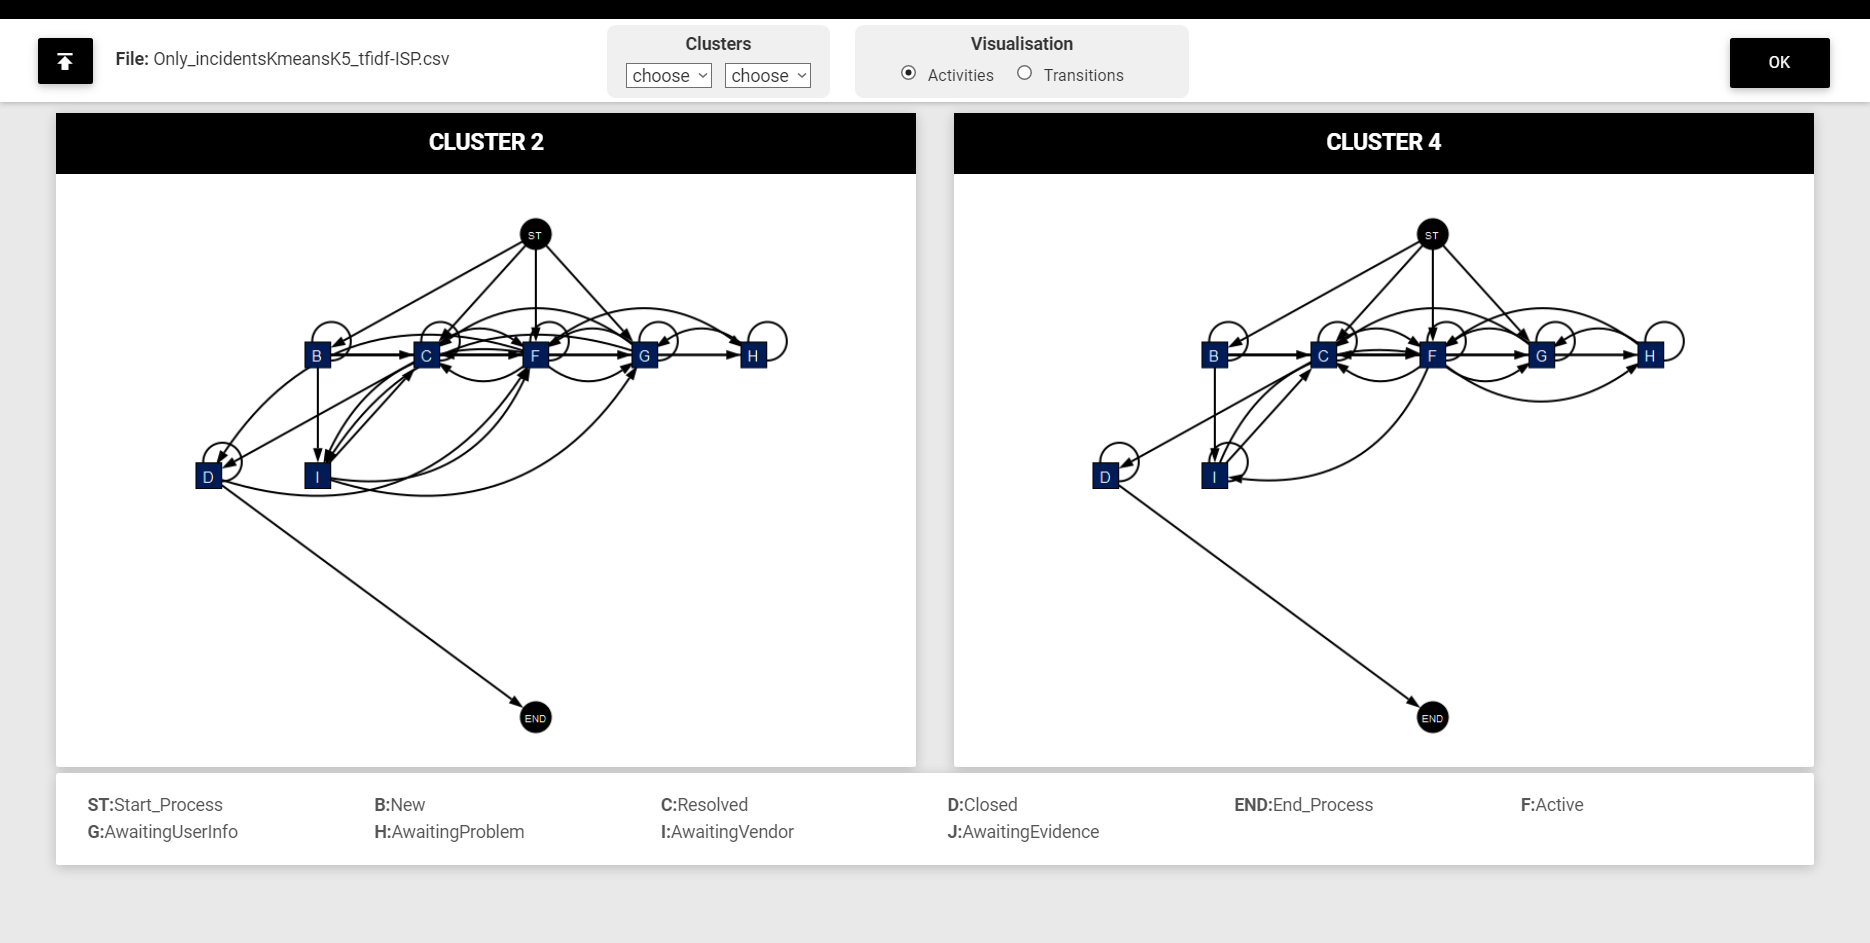 File: Only_incidentsKmeansK5_tfidf-ISP.csv
Clusters
choose choose
Visualisation
Activities Transitions
OK
CLUSTER 2
ST
B C F G H
D I
END
CLUSTER 4
ST
B C F G H
D I
END
ST:Start_Process B:New C:Resolved D:Closed END:End_Process F:Active
G:AwaitingUserInfo H:AwaitingProblem I:AwaitingVendor J:AwaitingEvidence